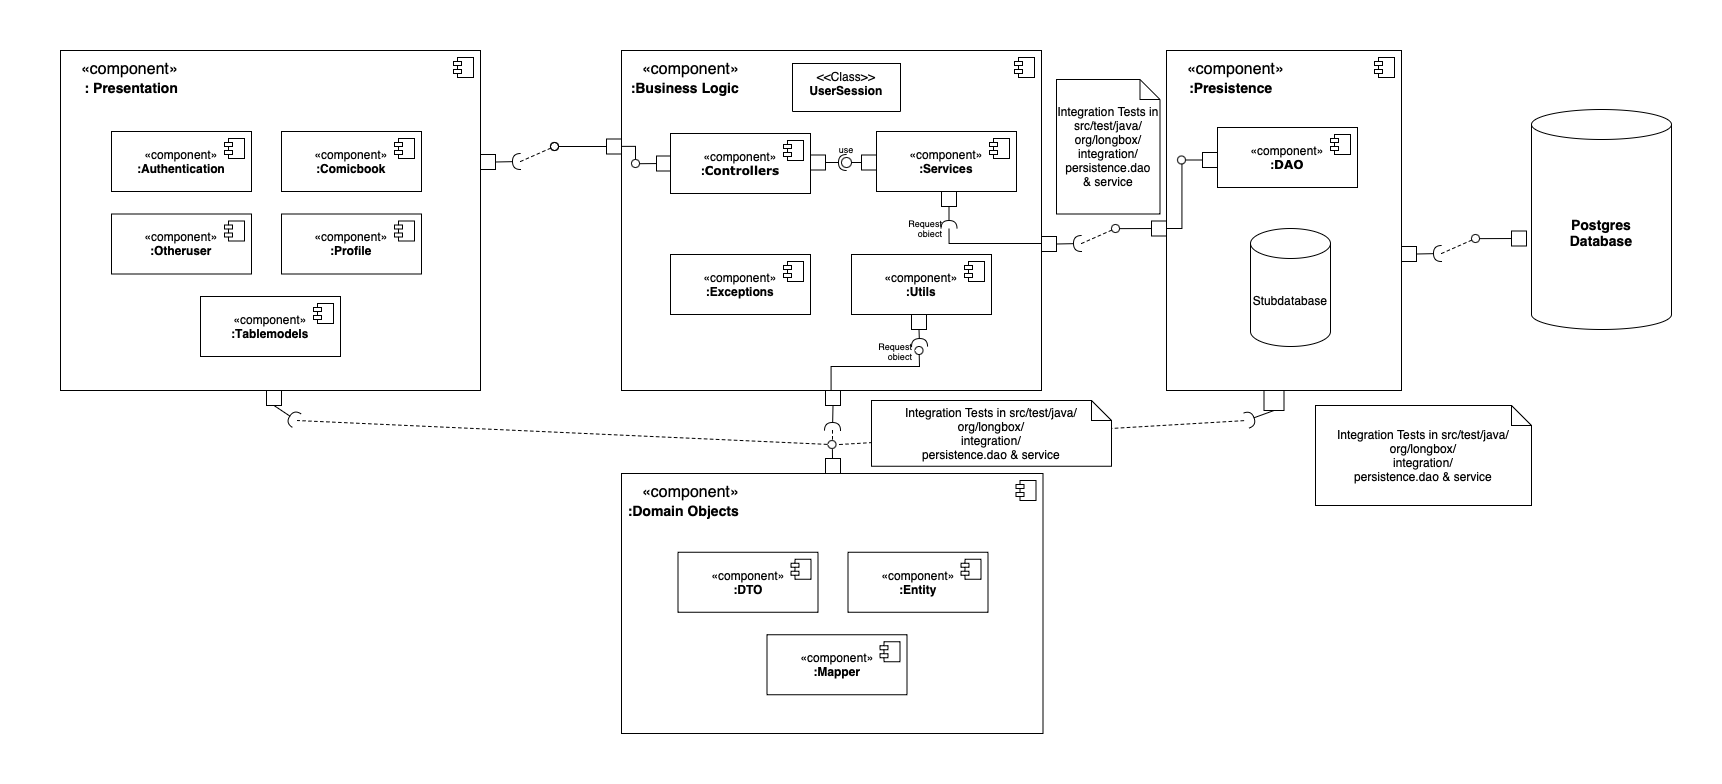 «component»
: Presentation
«component»
:Authentication
«component»
:Comicbook
«component»
:Otheruser
«component»
:Profile
«component»
:Tablemodels
«component»
:Business Logic
<<Class>>
UserSession
«component»
:Controllers
use
«component»
:Services
Request
object
«component»
:Exceptions
«component»
:Utils
Request
object
Integration Tests in
src/test/java/
org/longbox/
integration/
persistence.dao
& service
«component»
:Presistence
«component»
:DAO
Stubdatabase
Postgres
Database
Integration Tests in src/test/java/
org/longbox/
integration/
persistence.dao & service
Integration Tests in src/test/java/
org/longbox/
integration/
persistence.dao & service
«component»
:Domain Objects
«component»
:DTO
«component»
:Entity
«component»
:Mapper